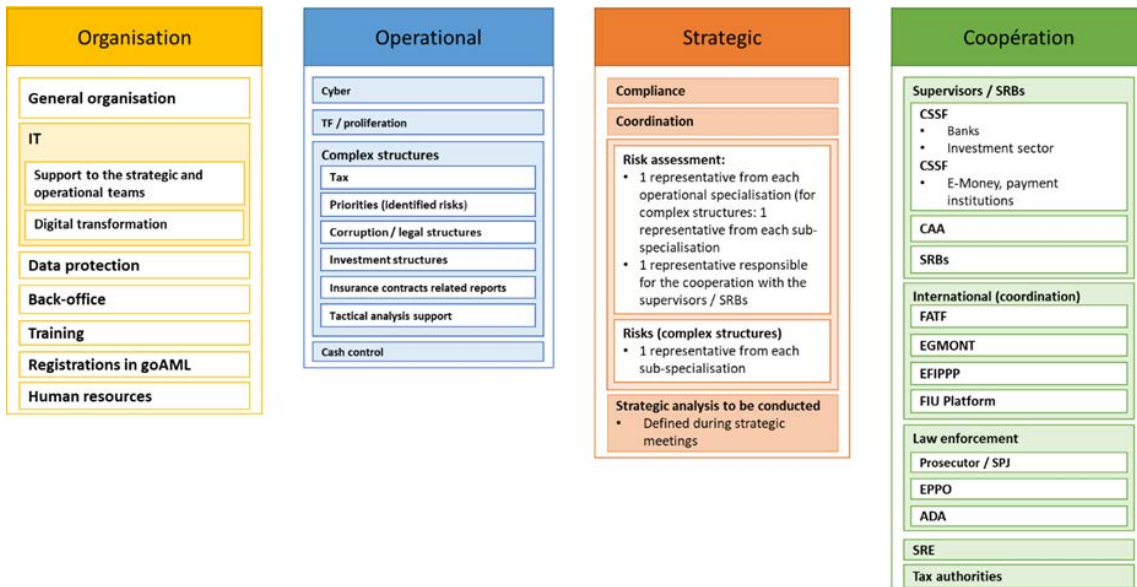 Organisation
General organisation
IT
Support to the strategic and
operational teams
Digital transformation
Data protection
Back-office
Training
Registrations in goAML
Human resources
Operational
Cyber
TF / proliferation
Complex structures
Tax
Priorities (identified risks)
Corruption / legal structures
Investment structures
Insurance contracts related reports
Tactical analysis support
Cash control
Strategic
Compliance
Coordination
Risk assessment:
• 1 representative from each
operational specialisation (for
complex structures: 1
representative from each sub-
specialisation
• 1 representative responsible
for the cooperation with the
supervisors / SRBs
Risks (complex structures)
• 1 representative from each
sub-specialisation
Strategic analysis to be conducted
• Defined during strategic
meetings
Coopération
Supervisors / SRBs
CSSF
• Banks
• Investment sector
CSSF
• E-Money, payment
institutions
CAA
SRBs
International (coordination)
FATF
EGMONT
EFIPPP
FIU Platform
Law enforcement
Prosecutor / SPJ
EPPO
ADA
SRE
Tax authorities